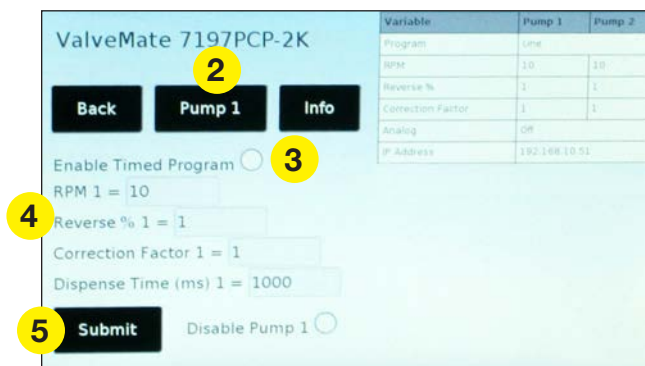 ValveMate 7197PCP-2K
2
Back Pump 1 Info
Enable Timed Program 3
RPM 1 = 10
4 Reverse % 1 = 1
Correction Factor 1 = 1
Dispense Time (ms) 1 = 1000
5 Submit Disable Pump 1
Variable Pump 1 Pump 2
Program Line
RPM 10 10
Reverse % 1 1
Correction Factor 1 1
Analog Off
IP Address 192.168.10.51